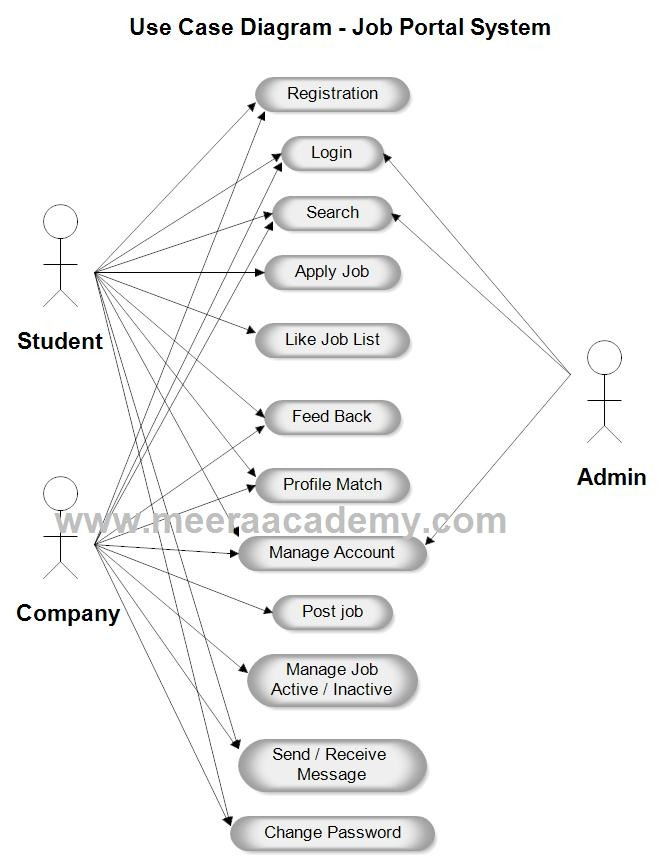 Use Case Diagram - Job Portal System
Registration
Login
Search
Apply Job
Student
Like Job List
Feed Back
Admin
Profile Match
www.meeraacademy.com
Manage Account
Company
Post job
Manage Job
Active / Inactive
Send / Receive
Message
Change Password